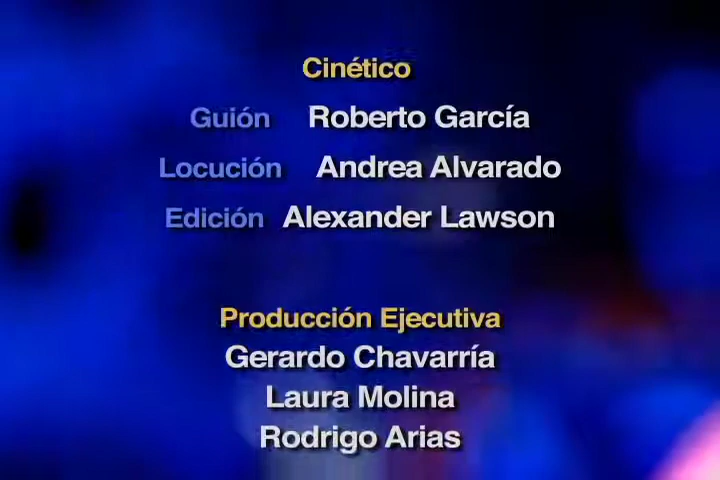 Cinético
Guión Roberto García
Locución Andrea Alvarado
Edición Alexander Lawson
Producción Ejecutiva
Gerardo Chavarría
Laura Molina
Rodrigo Arias